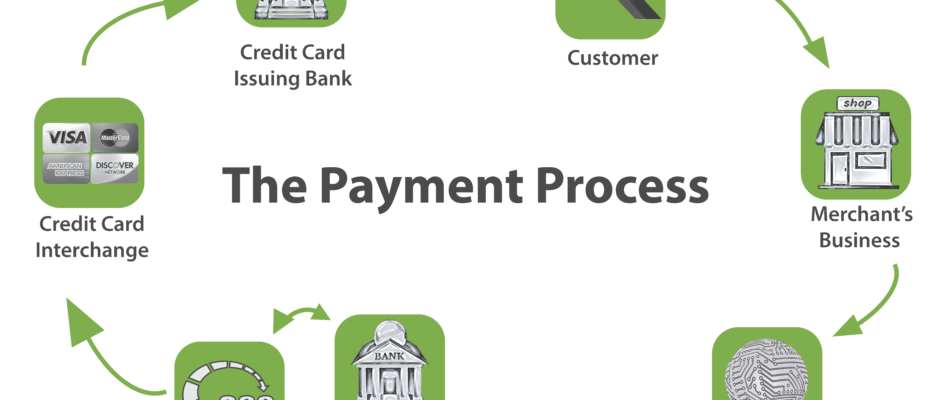 Credit Card
Issuing Bank
Customer
shop
VISA
MasterCard
AMERICAN
EXPRESS
DISCOVER
NETWORK
The Payment Process
Merchant's
Business
Credit Card
Interchange
BANK